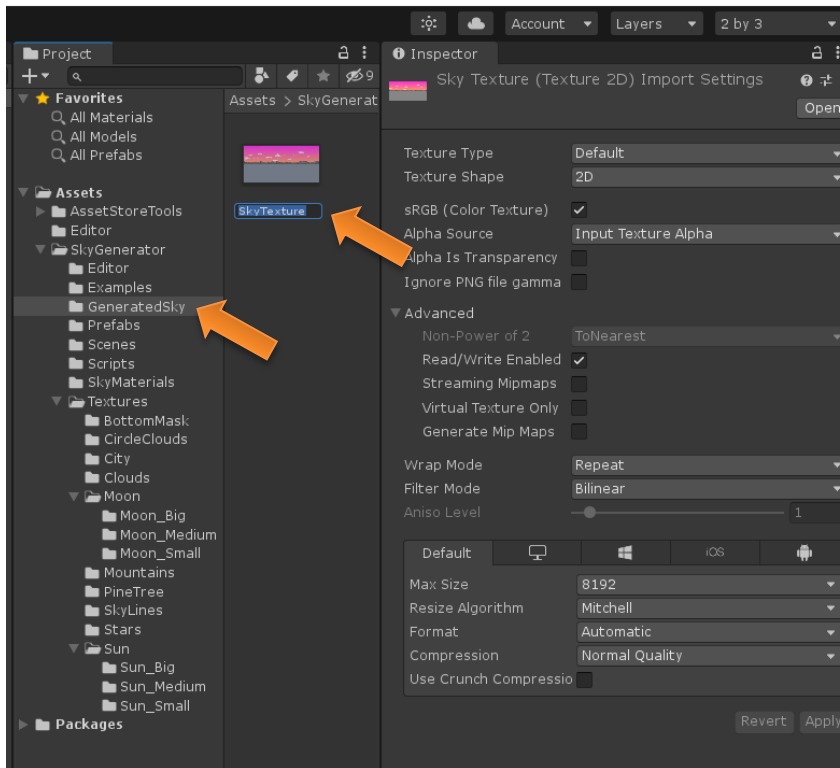 Account Layers 2 by 3
Project
9
Favorites
All Materials
All Models
All Prefabs
Assets
AssetStoreTools
Editor
SkyGenerator
Editor
Examples
GeneratedSky
Prefabs
Scenes
Scripts
SkyMaterials
Textures
BottomMask
CircleClouds
City
Clouds
Moon
Moon_Big
Moon_Medium
Moon_Small
Mountains
PineTree
SkyLines
Stars
Sun
Sun_Big
Sun_Medium
Sun_Small
Packages
Assets > SkyGenerat
SkyTexture
Inspector
Sky Texture (Texture 2D) Import Settings
Open
Texture Type Default
Texture Shape 2D
sRGB (Color Texture)
Alpha Source Input Texture Alpha
Alpha Is Transparency
Ignore PNG file gamma
Advanced
Non-Power of 2 ToNearest
Read/Write Enabled
Streaming Mipmaps
Virtual Texture Only
Generate Mip Maps
Wrap Mode Repeat
Filter Mode Bilinear
Aniso Level 1
Default iOS
Max Size 8192
Resize Algorithm Mitchell
Format Automatic
Compression Normal Quality
Use Crunch Compressio
Revert Apply